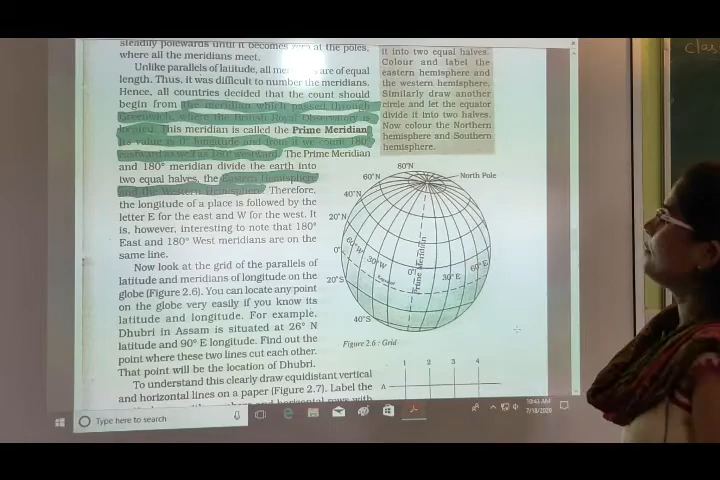 steadily polewards until it becomes zero at the poles,
where all the meridians meet.
Unlike parallels of latitude, all are of equal
length. Thus, it was difficult to number the meridians.
Hence, all countries decided that the count should
begin from the meridian which passed through
Greenwich, where the British Royal Observatory is
located. This meridian is called the Prime Meridian.
Its value is 0° longitude and from it we count 180°
eastward as well as 180° westward. The Prime Meridian
and 180° meridian divide the earth into
two equal halves, the Eastern Hemisphere
and the Western Hemisphere. Therefore,
the longitude of a place is followed by the
letter E for the east and W for the west. It
is, however, interesting to note that 180°
East and 180° West meridians are on the
same line.
Now look at the grid of the parallels of
latitude and meridians of longitude on the
globe (Figure 2.6). You can locate any point
on the globe very easily if you know its
latitude and longitude. For example,
Dhubri in Assam is situated at 26° N
latitude and 90° E longitude. Find out the
point where these two lines cut each other.
That point will be the location of Dhubri.
To understand this clearly draw equidistant vertical
and horizontal lines on a paper (Figure 2.7). Label the
it into two equal halves.
Colour and label the
eastern hemisphere and
the western hemisphere.
Similarly draw another
circle and let the equator
divide it into two halves.
Now colour the Northern
hemisphere and Southern
hemisphere.
80°N
60°N
North Pole
40°N
20°N
0°
60°W
30°W
0°
Prime Meridian
30°E
60°E
Equator
20°S
40°S
Figure 2.6 : Grid
1 2 3 4
A
Type here to search
10:43 AM
7/18/2020
Clas